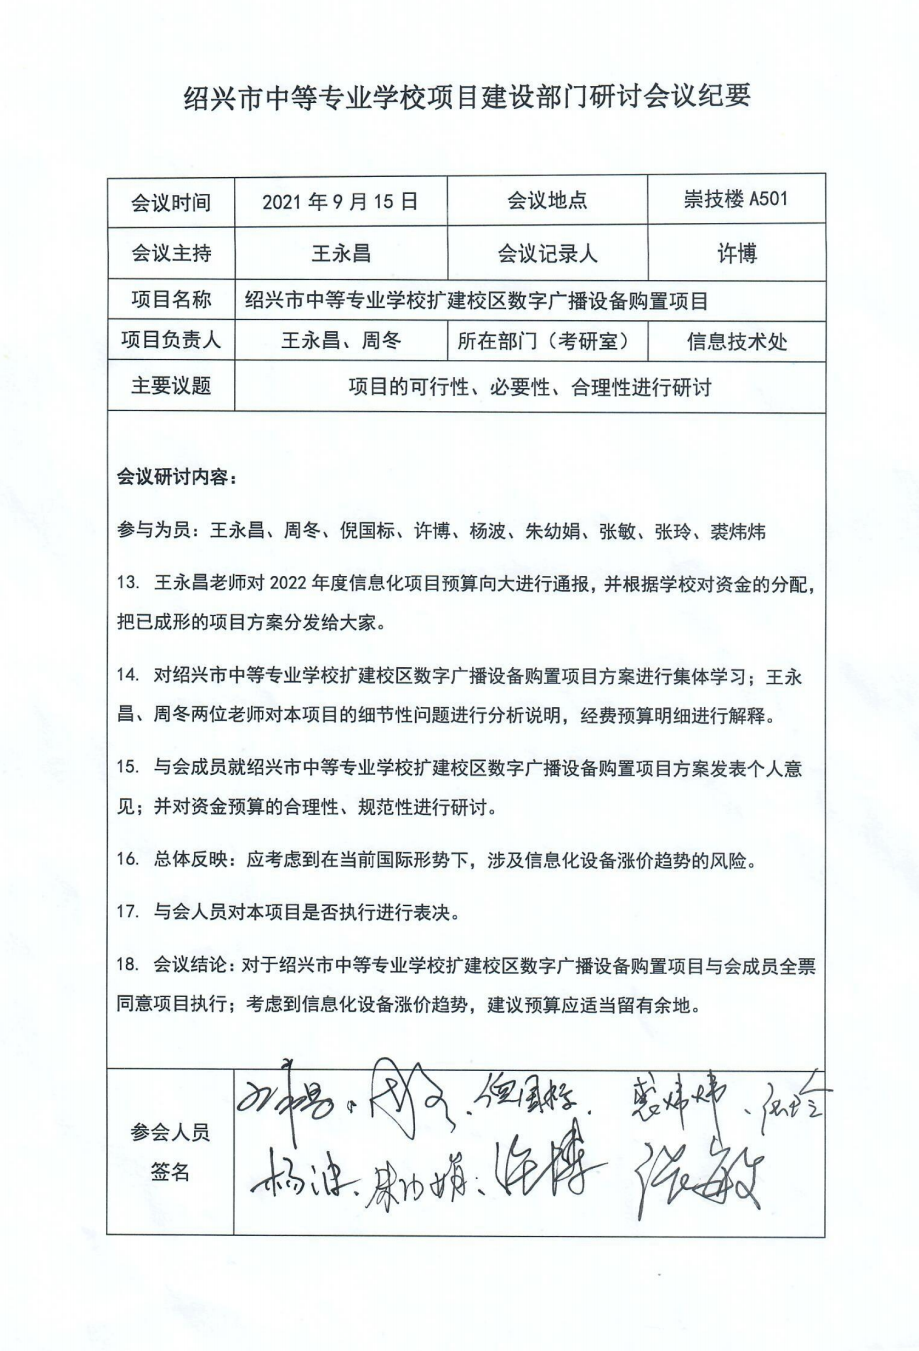 绍兴市中等专业学校项目建设部门研讨会议纪要
会议时间 2021年9月15日 会议地点 崇技楼A501
会议主持 王永昌 会议记录人 许博
项目名称 绍兴市中等专业学校扩建校区数字广播设备购置项目
项目负责人 王永昌、周冬 所在部门（考研室） 信息技术处
主要议题 项目的可行性、必要性、合理性进行研讨
会议研讨内容：
参与为员：王永昌、周冬、倪国标、许博、杨波、朱幼娟、张敏、张玲、裘炜炜
13. 王永昌老师对2022年度信息化项目预算向大进行通报，并根据学校对资金的分配，
把已成形的项目方案分发给大家。
14. 对绍兴市中等专业学校扩建校区数字广播设备购置项目方案进行集体学习；王永
昌、周冬两位老师对本项目的细节性问题进行分析说明，经费预算明细进行解释。
15. 与会成员就绍兴市中等专业学校扩建校区数字广播设备购置项目方案发表个人意
见；并对资金预算的合理性、规范性进行研讨。
16. 总体反映：应考虑到在当前国际形势下，涉及信息化设备涨价趋势的风险。
17. 与会人员对本项目是否执行进行表决。
18. 会议结论：对于绍兴市中等专业学校扩建校区数字广播设备购置项目与会成员全票
同意项目执行；考虑到信息化设备涨价趋势，建议预算应适当留有余地。
参会人员
签名
王永昌、周冬、倪国标、裘炜炜、张玲
杨波、朱幼娟、许博 张敏